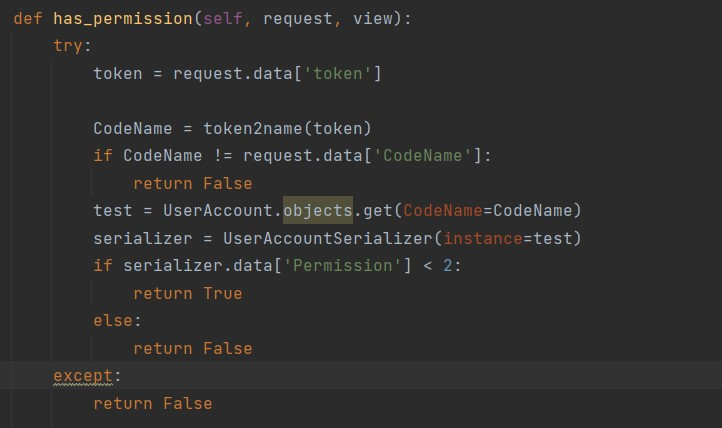 def has_permission(self, request, view):
    try:
        token = request.data['token']

        CodeName = token2name(token)
        if CodeName != request.data['CodeName']:
            return False
        test = UserAccount.objects.get(CodeName=CodeName)
        serializer = UserAccountSerializer(instance=test)
        if serializer.data['Permission'] < 2:
            return True
        else:
            return False
    except:
        return False